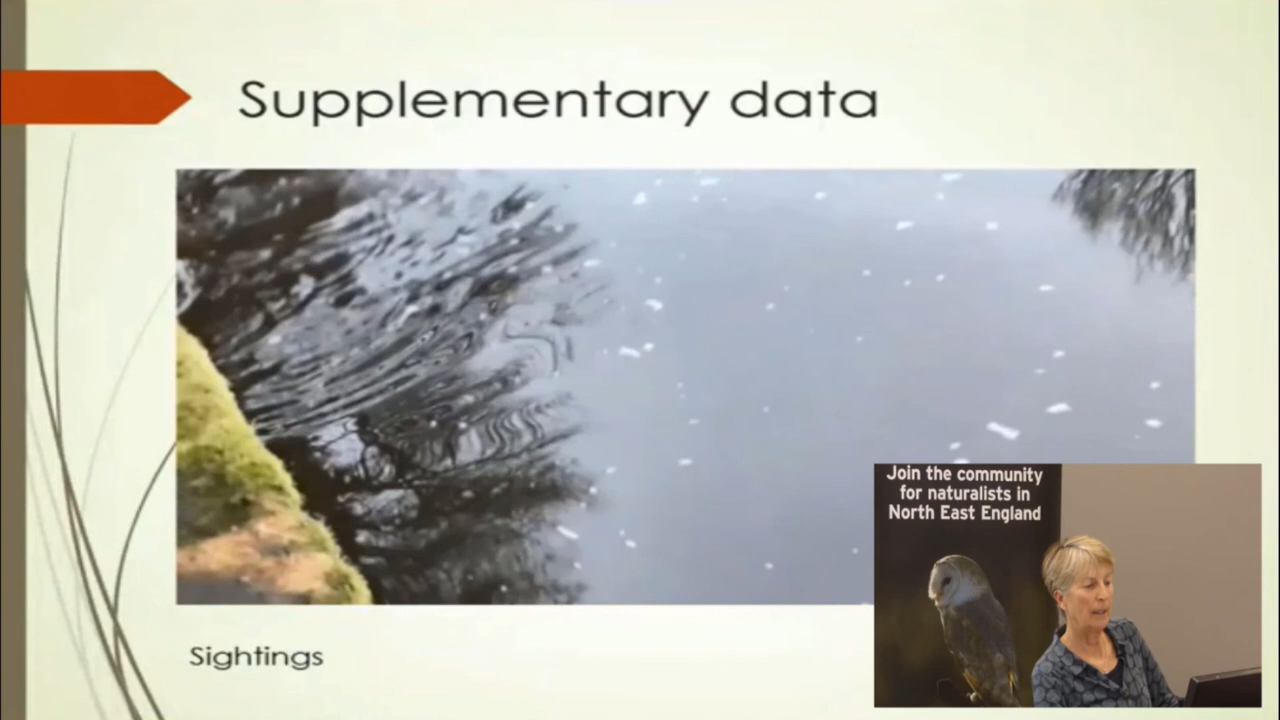 Supplementary data
Sightings
Join the community
for naturalists in
North East England